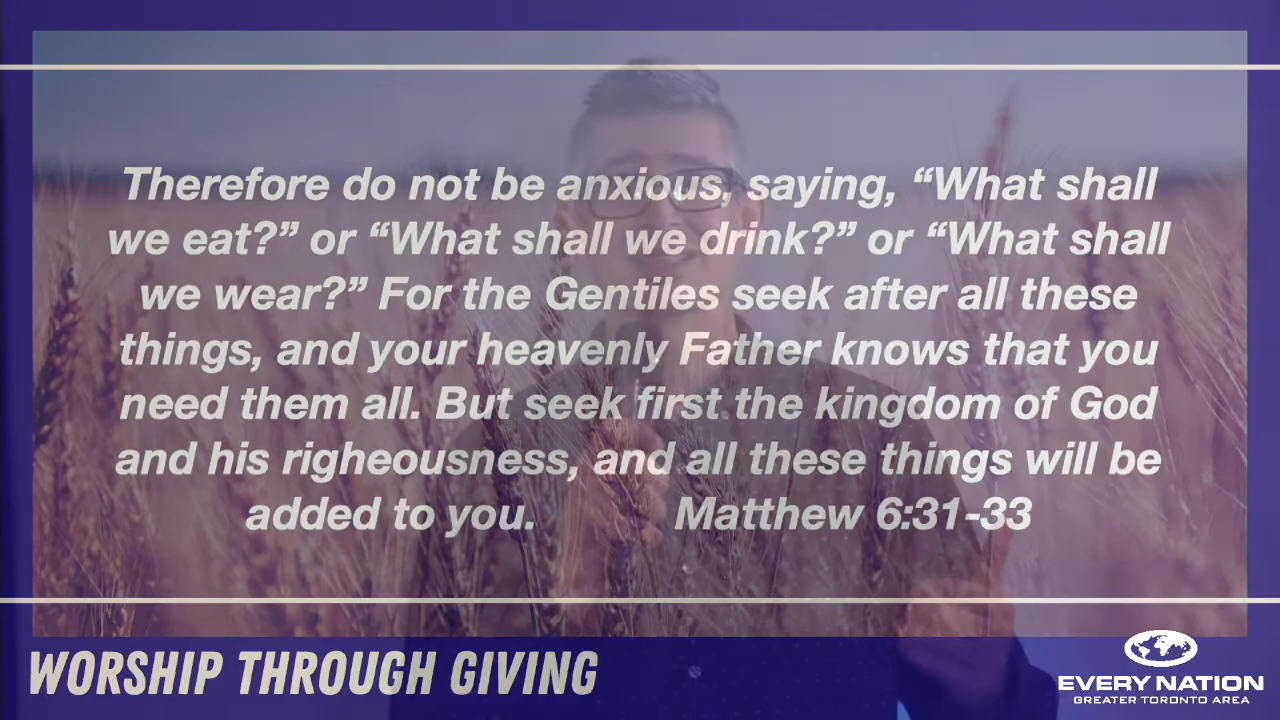 Therefore do not be anxious, saying, “What shall
we eat?” or “What shall we drink?” or “What shall
we wear?” For the Gentiles seek after all these
things, and your heavenly Father knows that you
need them all. But seek first the kingdom of God
and his righeousness, and all these things will be
added to you. Matthew 6:31-33
WORSHIP THROUGH GIVING
EVERY NATION
GREATER TORONTO AREA